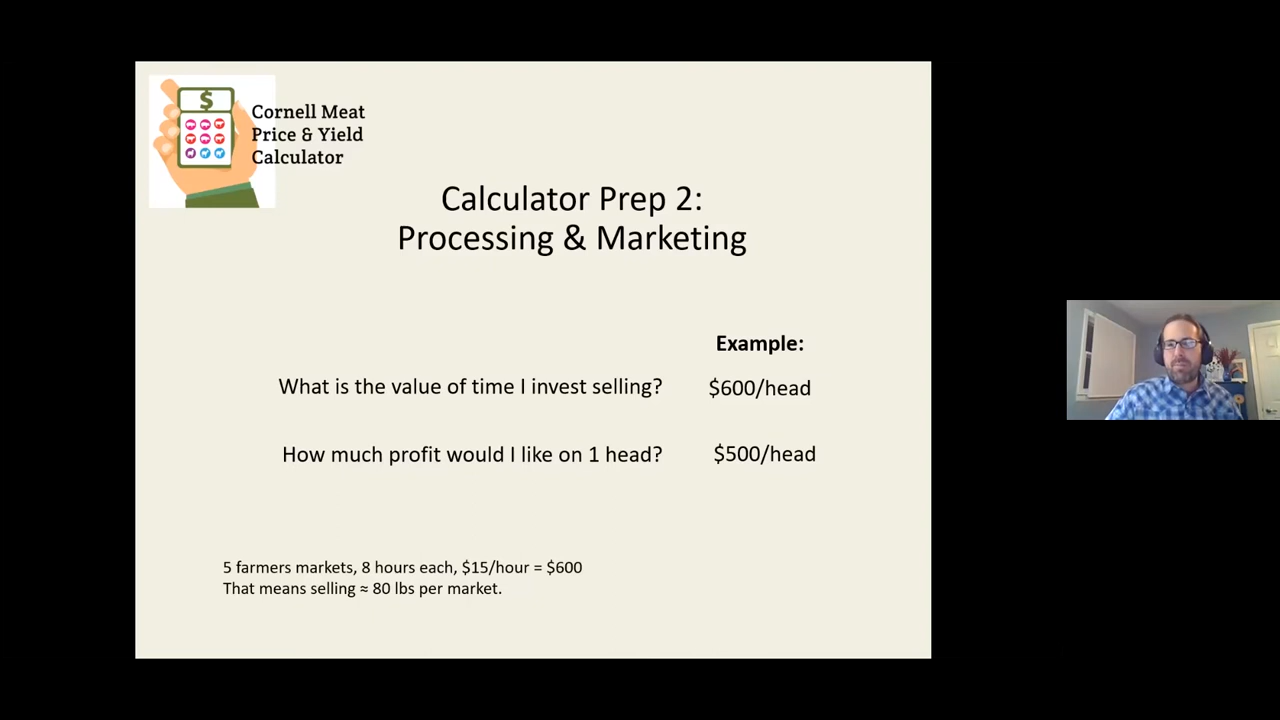 $
Cornell Meat
Price & Yield
Calculator
Calculator Prep 2:
Processing & Marketing
Example:
What is the value of time I invest selling? $600/head
How much profit would I like on 1 head? $500/head
5 farmers markets, 8 hours each, $15/hour = $600
That means selling ≈ 80 lbs per market.